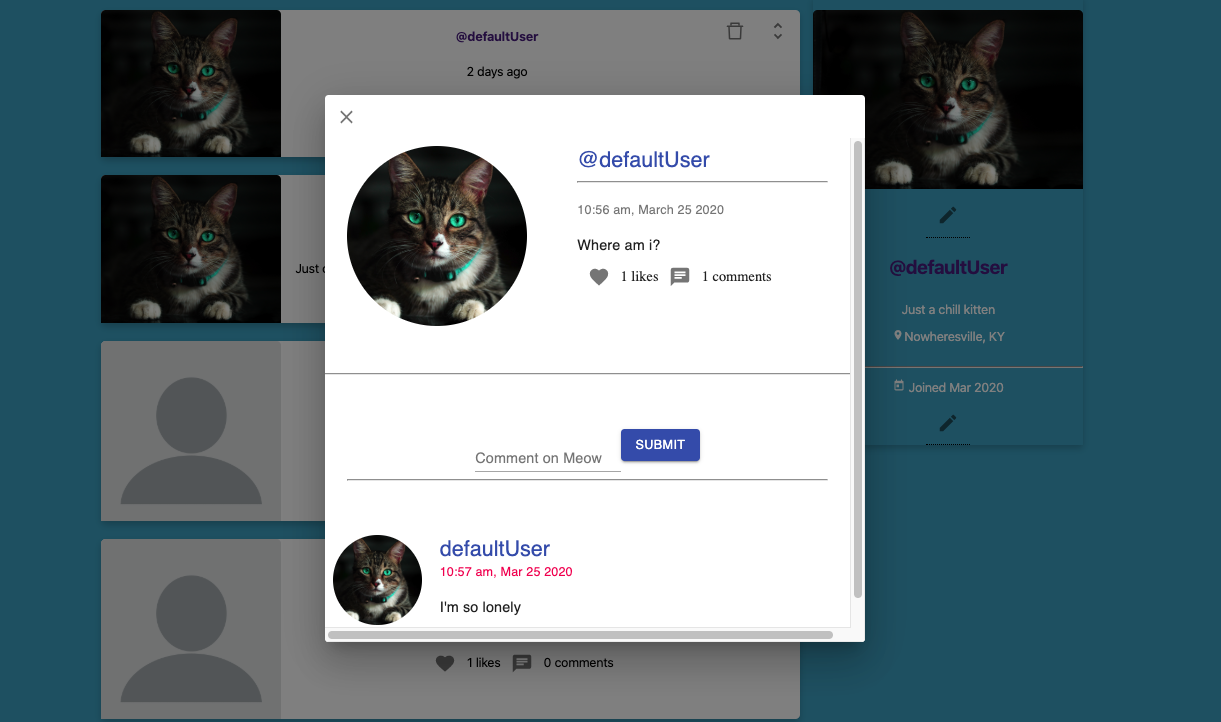 @defaultUser
2 days ago
Just
@defaultUser
10:56 am, March 25 2020
Where am i?
1 likes 1 comments
Comment on Meow SUBMIT
defaultUser
10:57 am, Mar 25 2020
I'm so lonely
1 likes 0 comments
@defaultUser
Just a chill kitten
Nowheresville, KY
Joined Mar 2020